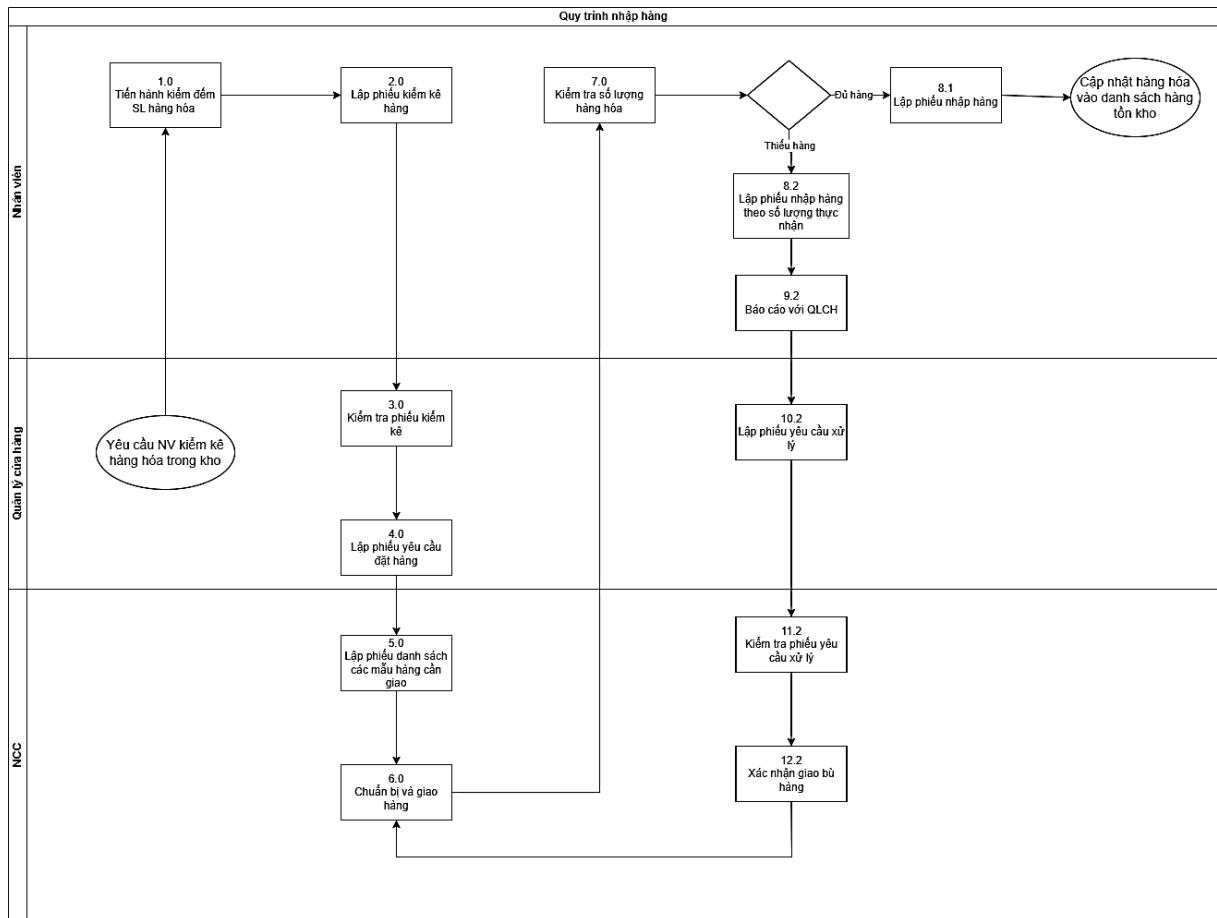 Quy trình nhập hàng
Nhân viên
1.0
Tiến hành kiểm đếm
SL hàng hóa
2.0
Lập phiếu kiểm kê
hàng
7.0
Kiểm tra số lượng
hàng hóa
Đủ hàng
8.1
Lập phiếu nhập hàng
Cập nhật hàng hóa
vào danh sách hàng
tồn kho
Thiếu hàng
8.2
Lập phiếu nhập hàng
theo số lượng thực
nhận
9.2
Báo cáo với QLCH
Quản lý cửa hàng
Yêu cầu NV kiểm kê
hàng hóa trong kho
3.0
Kiểm tra phiếu kiểm
kê
4.0
Lập phiếu yêu cầu
đặt hàng
10.2
Lập phiếu yêu cầu xử
lý
NCC
5.0
Lập phiếu danh sách
các mẫu hàng cần
giao
6.0
Chuẩn bị và giao
hàng
11.2
Kiểm tra phiếu yêu
cầu xử lý
12.2
Xác nhận giao bù
hàng